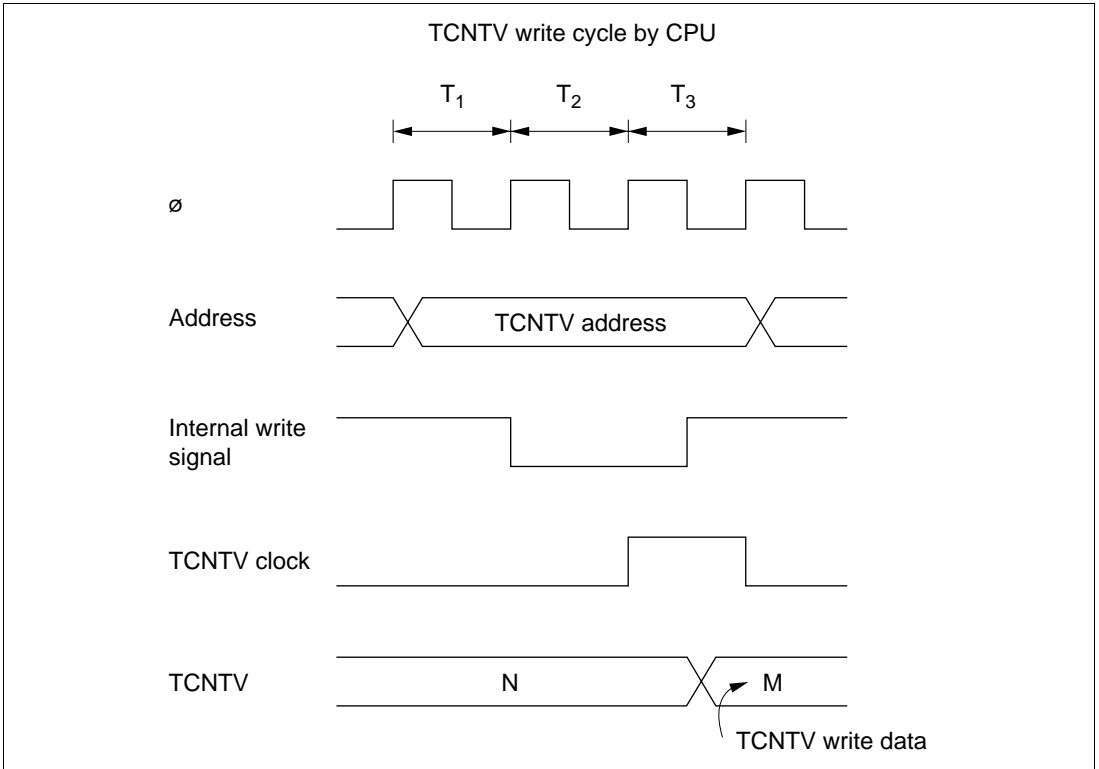 TCNTV write cycle by CPU
T₁ T₂ T₃
ø
Address
TCNTV address
Internal write
signal
TCNTV clock
TCNTV
N
M
TCNTV write data